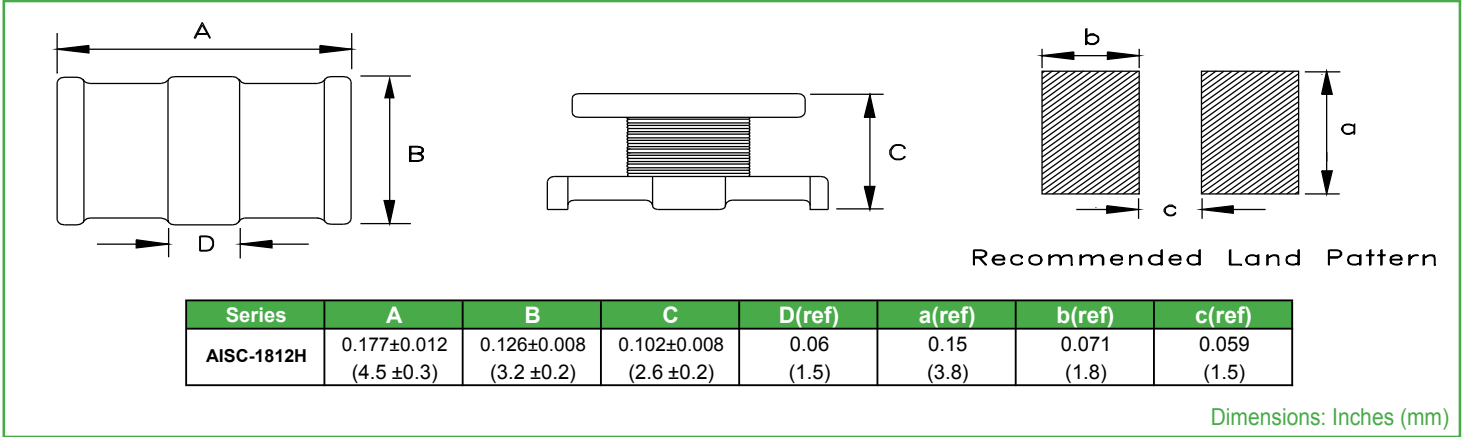 A
B
D
C
b
a
c
Recommended Land Pattern
Series A B C D(ref) a(ref) b(ref) c(ref)
AISC-1812H 0.177±0.012 0.126±0.008 0.102±0.008 0.06 0.15 0.071 0.059
(4.5 ±0.3) (3.2 ±0.2) (2.6 ±0.2) (1.5) (3.8) (1.8) (1.5)
Dimensions: Inches (mm)